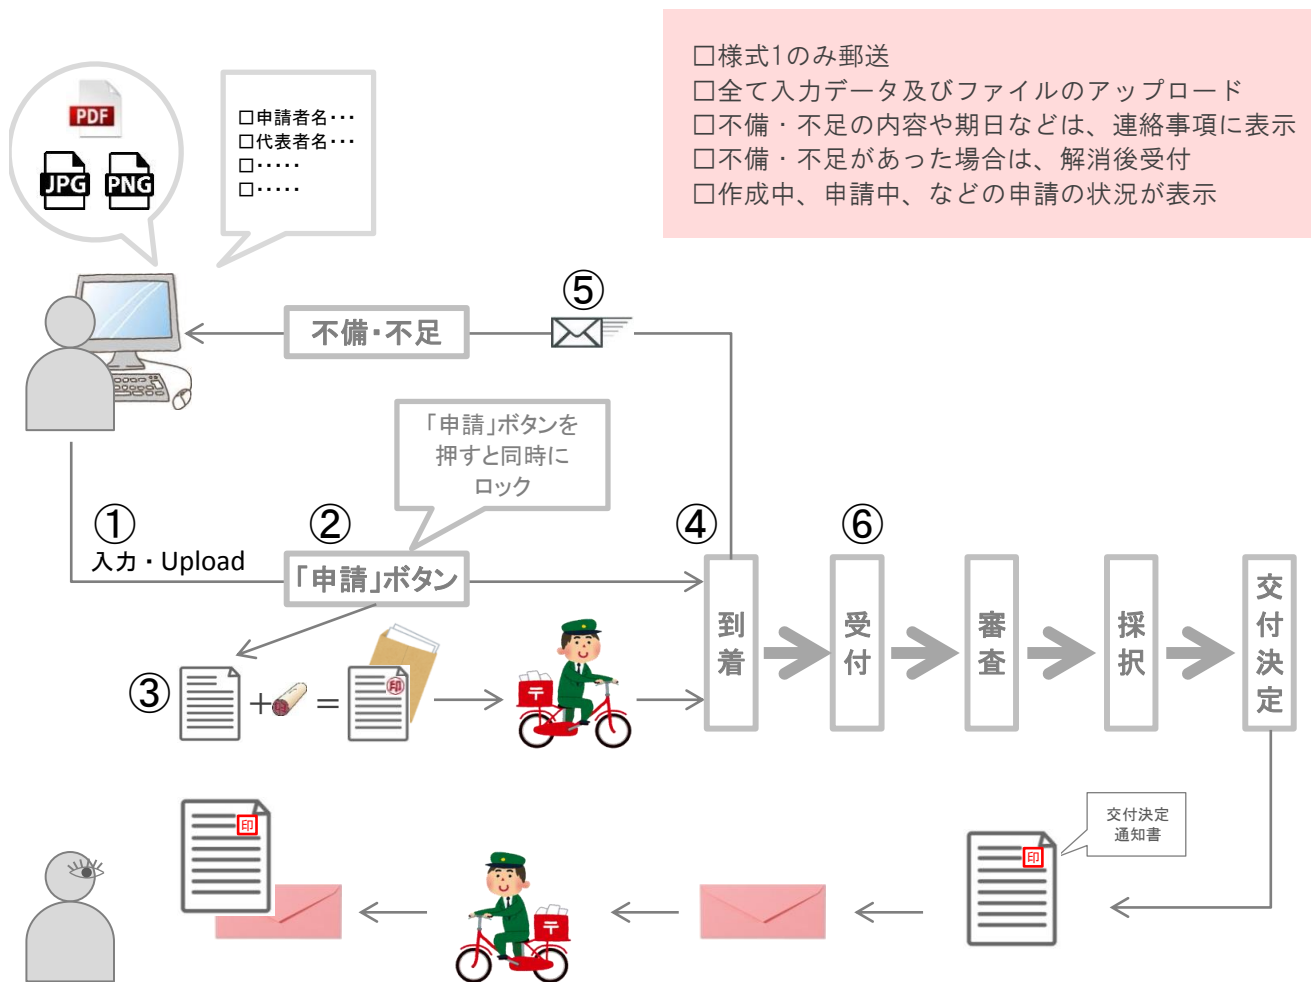 □様式1のみ郵送
□全て入力データ及びファイルのアップロード
□不備・不足の内容や期日などは、連絡事項に表示
□不備・不足があった場合は、解消後受付
□作成中、申請中、などの申請の状況が表示
PDF
JPG
PNG
□申請者名・・・
□代表者名・・・
□・・・・・
□・・・・・
⑤
不備・不足
「申請」ボタンを
押すと同時に
ロック
①
入力・Upload
②
「申請」ボタン
④
到着
⑥
受付
審査
採択
交付決定
③
+
=
印
〒
交付決定
通知書
印
印
〒